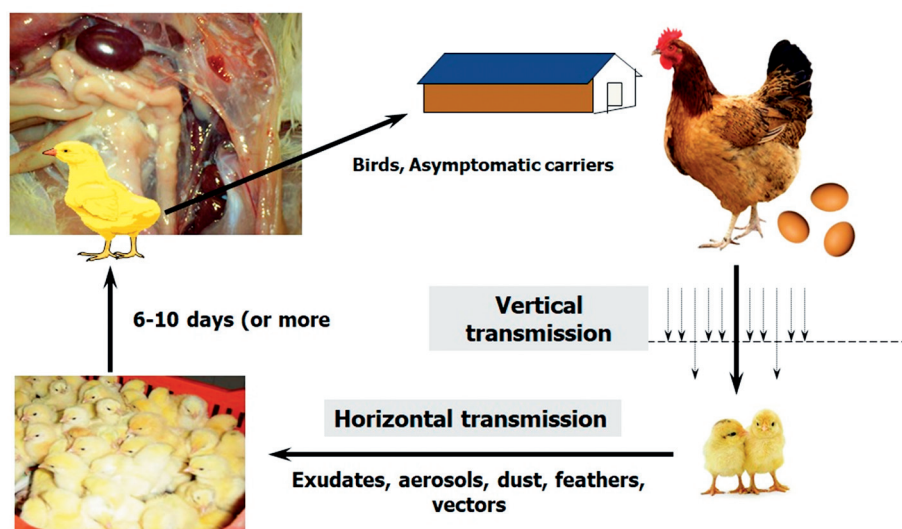 Birds, Asymptomatic carriers
Vertical
transmission
6-10 days (or more
Horizontal transmission
Exudates, aerosols, dust, feathers,
vectors